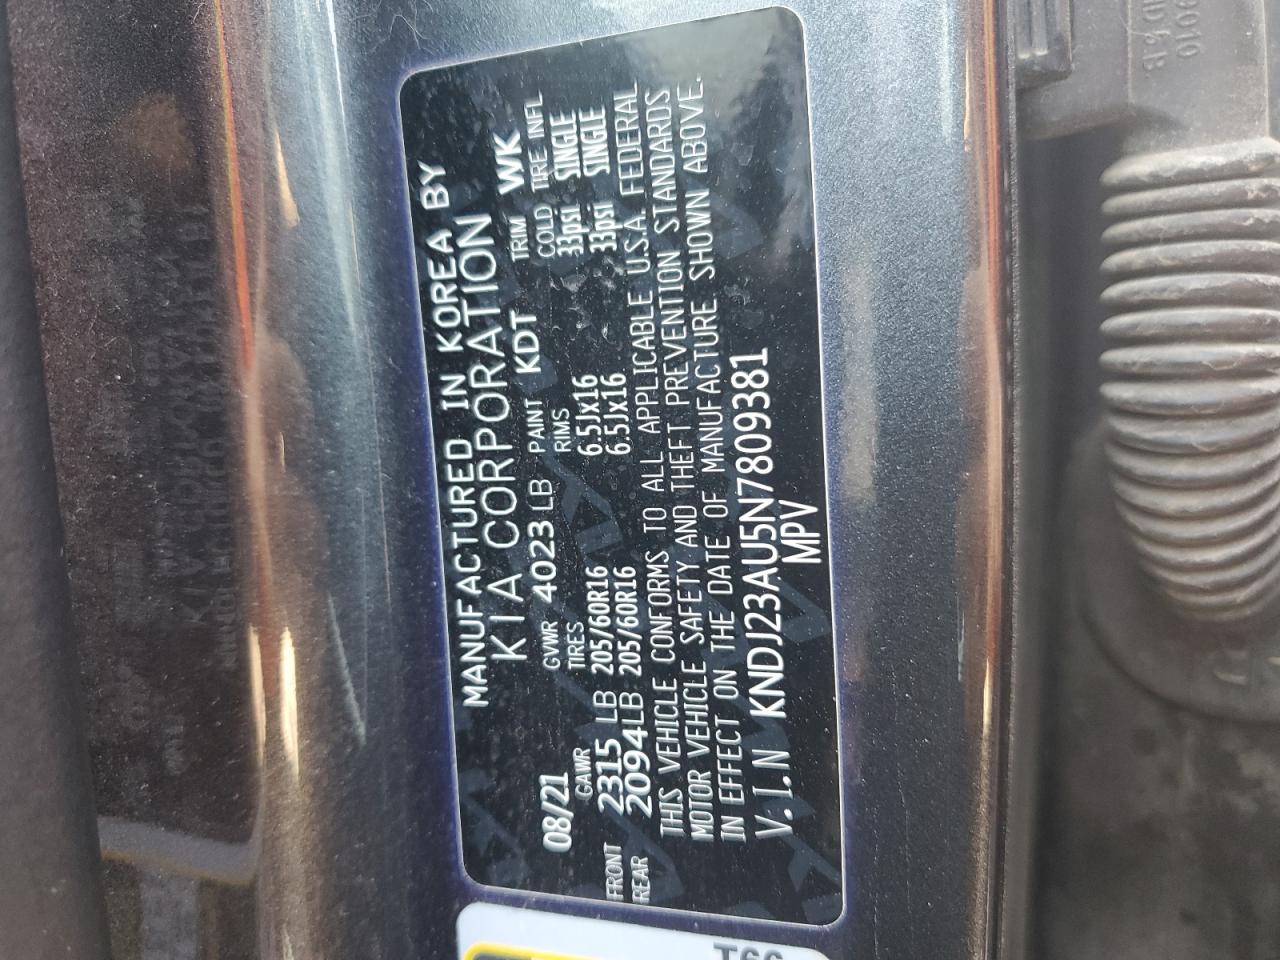 MANUFACTURED IN KOREA BY
KIA CORPORATION
08/21 GVWR 4023 LB PAINT KDT TRIM WK
GAWR TIRES RIMS COLD TIRE INFL
FRONT 2315 LB 205/60R16 6.5Jx16 33psi SINGLE
REAR 2094LB 205/60R16 6.5Jx16 33psi SINGLE
THIS VEHICLE CONFORMS TO ALL APPLICABLE U.S.A. FEDERAL
MOTOR VEHICLE SAFETY AND THEFT PREVENTION STANDARDS
IN EFFECT ON THE DATE OF MANUFACTURE SHOWN ABOVE.
V.I.N KNDJ23AU5N7809381
MPV